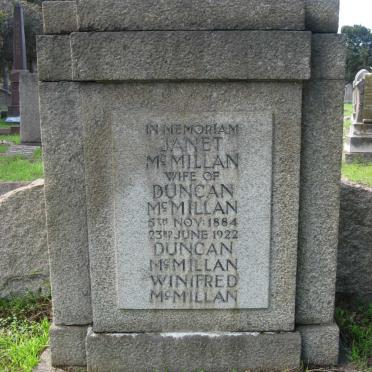 IN MEMORIAM
JANET
McMILLAN
WIFE OF
DUNCAN
McMILLAN
5TH NOV: 1884
23RD JUNE 1922
DUNCAN
McMILLAN
WINIFRED
McMILLAN